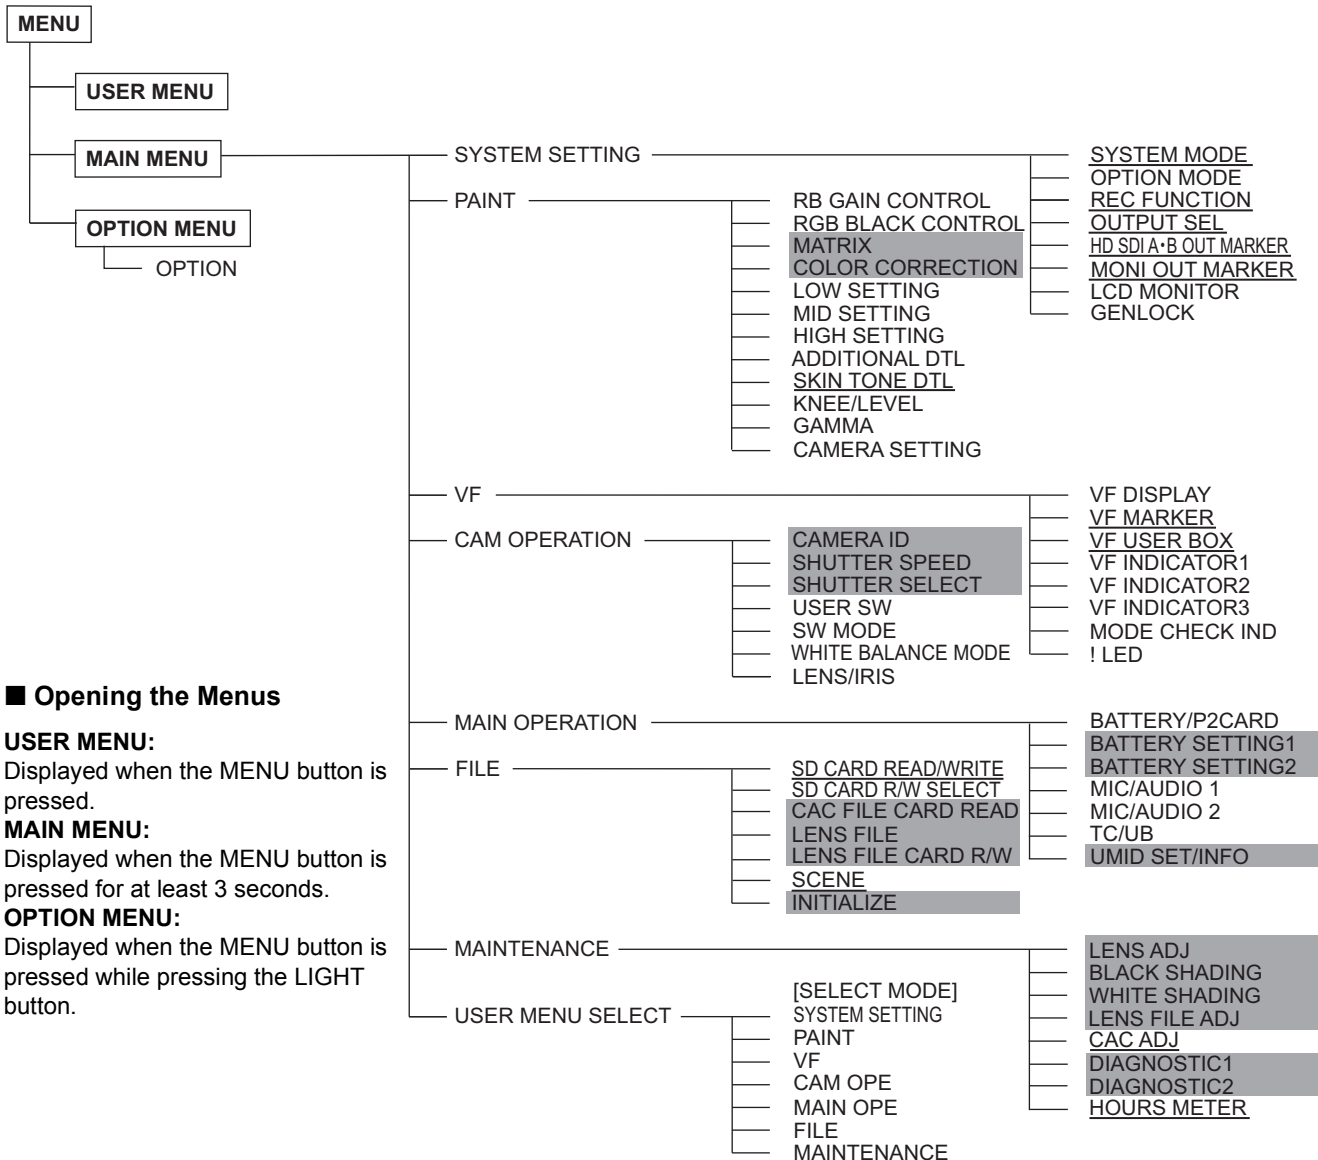 MENU
USER MENU
MAIN MENU
OPTION MENU
OPTION
SYSTEM SETTING
SYSTEM MODE
OPTION MODE
REC FUNCTION
OUTPUT SEL
HD SDI A•B OUT MARKER
MONI OUT MARKER
LCD MONITOR
GENLOCK
PAINT
RB GAIN CONTROL
RGB BLACK CONTROL
MATRIX
COLOR CORRECTION
LOW SETTING
MID SETTING
HIGH SETTING
ADDITIONAL DTL
SKIN TONE DTL
KNEE/LEVEL
GAMMA
CAMERA SETTING
VF
VF DISPLAY
VF MARKER
VF USER BOX
VF INDICATOR1
VF INDICATOR2
VF INDICATOR3
MODE CHECK IND
! LED
CAM OPERATION
CAMERA ID
SHUTTER SPEED
SHUTTER SELECT
USER SW
SW MODE
WHITE BALANCE MODE
LENS/IRIS
MAIN OPERATION
BATTERY/P2CARD
BATTERY SETTING1
BATTERY SETTING2
MIC/AUDIO 1
MIC/AUDIO 2
TC/UB
UMID SET/INFO
FILE
SD CARD READ/WRITE
SD CARD R/W SELECT
CAC FILE CARD READ
LENS FILE
LENS FILE CARD R/W
SCENE
INITIALIZE
MAINTENANCE
LENS ADJ
BLACK SHADING
WHITE SHADING
LENS FILE ADJ
CAC ADJ
DIAGNOSTIC1
DIAGNOSTIC2
HOURS METER
USER MENU SELECT
[SELECT MODE]
SYSTEM SETTING
PAINT
VF
CAM OPE
MAIN OPE
FILE
MAINTENANCE
■ Opening the Menus
USER MENU:
Displayed when the MENU button is
pressed.
MAIN MENU:
Displayed when the MENU button is
pressed for at least 3 seconds.
OPTION MENU:
Displayed when the MENU button is
pressed while pressing the LIGHT
button.